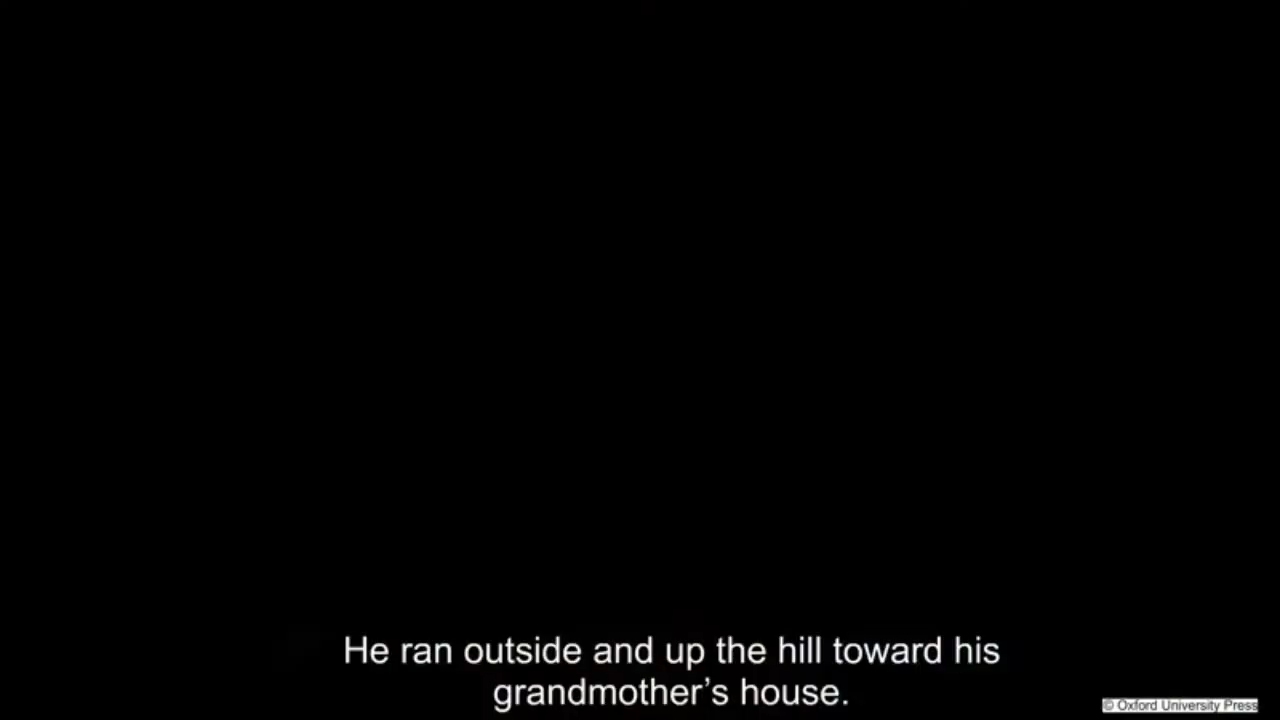 He ran outside and up the hill toward his
grandmother’s house.
© Oxford University Press